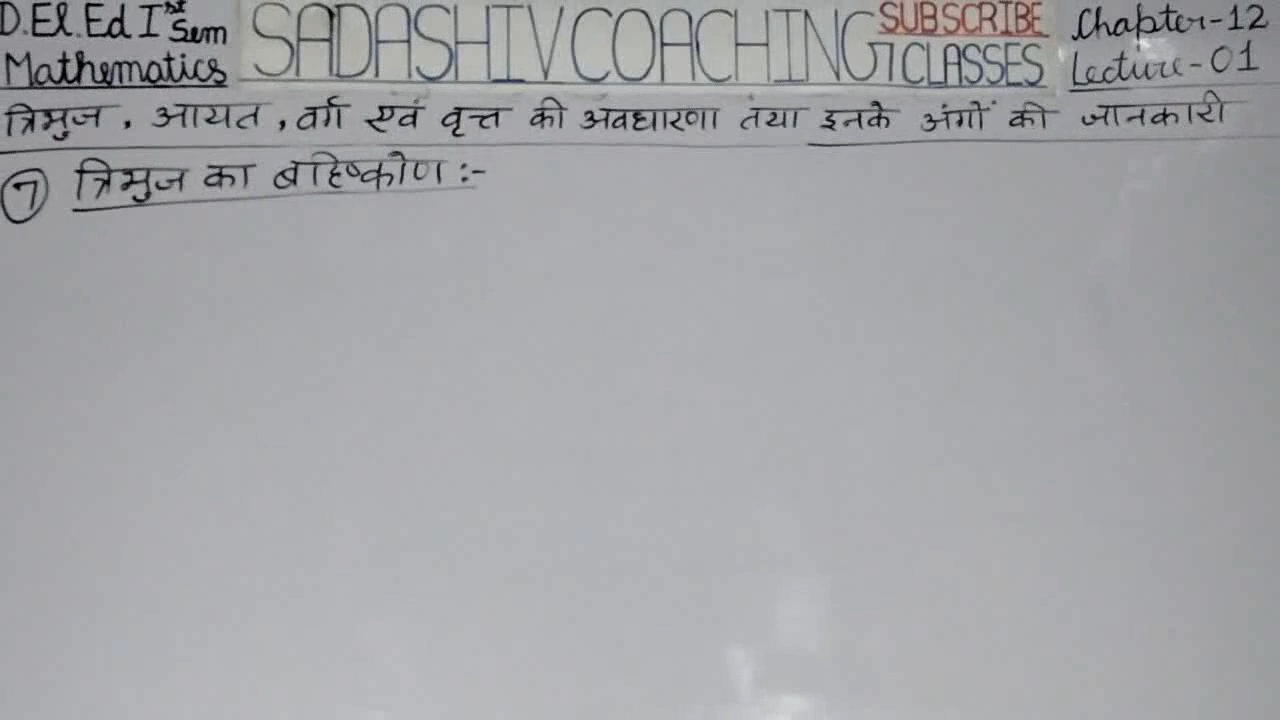 D.El.Ed Ist Sem SADASHIV COACHING SUBSCRIBE Chapter-12
Mathematics CLASSES Lecture-01
त्रिभुज, आयत, वर्ग एवं वृत्त की अवधारणा तथा इनके अंगों की जानकारी
7 त्रिभुज का बहिष्कोण :-